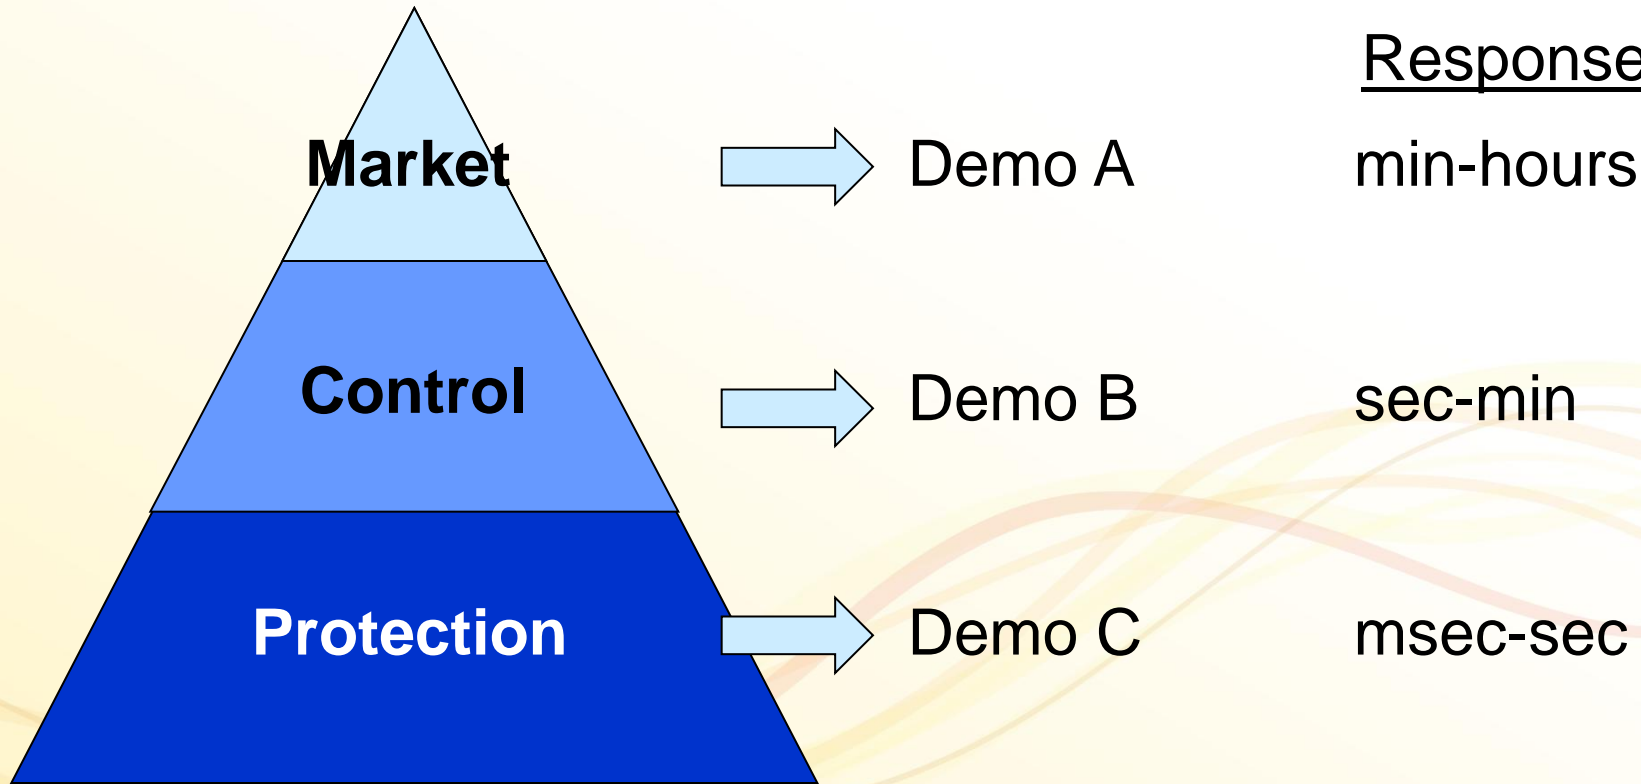 Response
Market Demo A min-hours
Control Demo B sec-min
Protection Demo C msec-sec